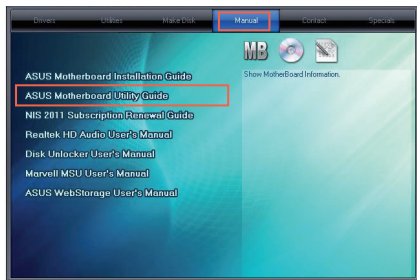 Drivers Utilities Make Disk Manual Contact Specials
MB
Show MotherBoard Information.
ASUS Motherboard Installation Guide
ASUS Motherboard Utility Guide
NIS 2011 Subscription Renewal Guide
Realtek HD Audio User's Manual
Disk Unlocker User's Manual
Marvell MSU User's Manual
ASUS WebStorage User's Manual